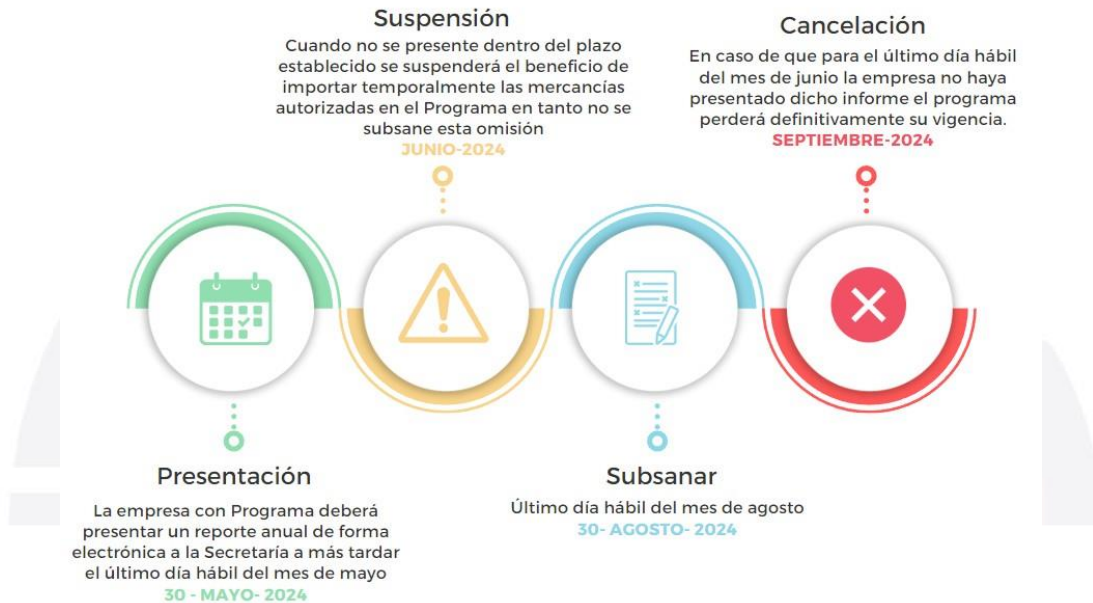 Suspensión
Cuando no se presente dentro del plazo
establecido se suspenderá el beneficio de
importar temporalmente las mercancías
autorizadas en el Programa en tanto no se
subsane esta omisión
JUNIO-2024
Cancelación
En caso de que para el último día hábil
del mes de junio la empresa no haya
presentado dicho informe el programa
perderá definitivamente su vigencia.
SEPTIEMBRE-2024
Presentación
La empresa con Programa deberá
presentar un reporte anual de forma
electrónica a la Secretaría a más tardar
el último día hábil del mes de mayo
30 - MAYO- 2024
Subsanar
Último día hábil del mes de agosto
30- AGOSTO- 2024